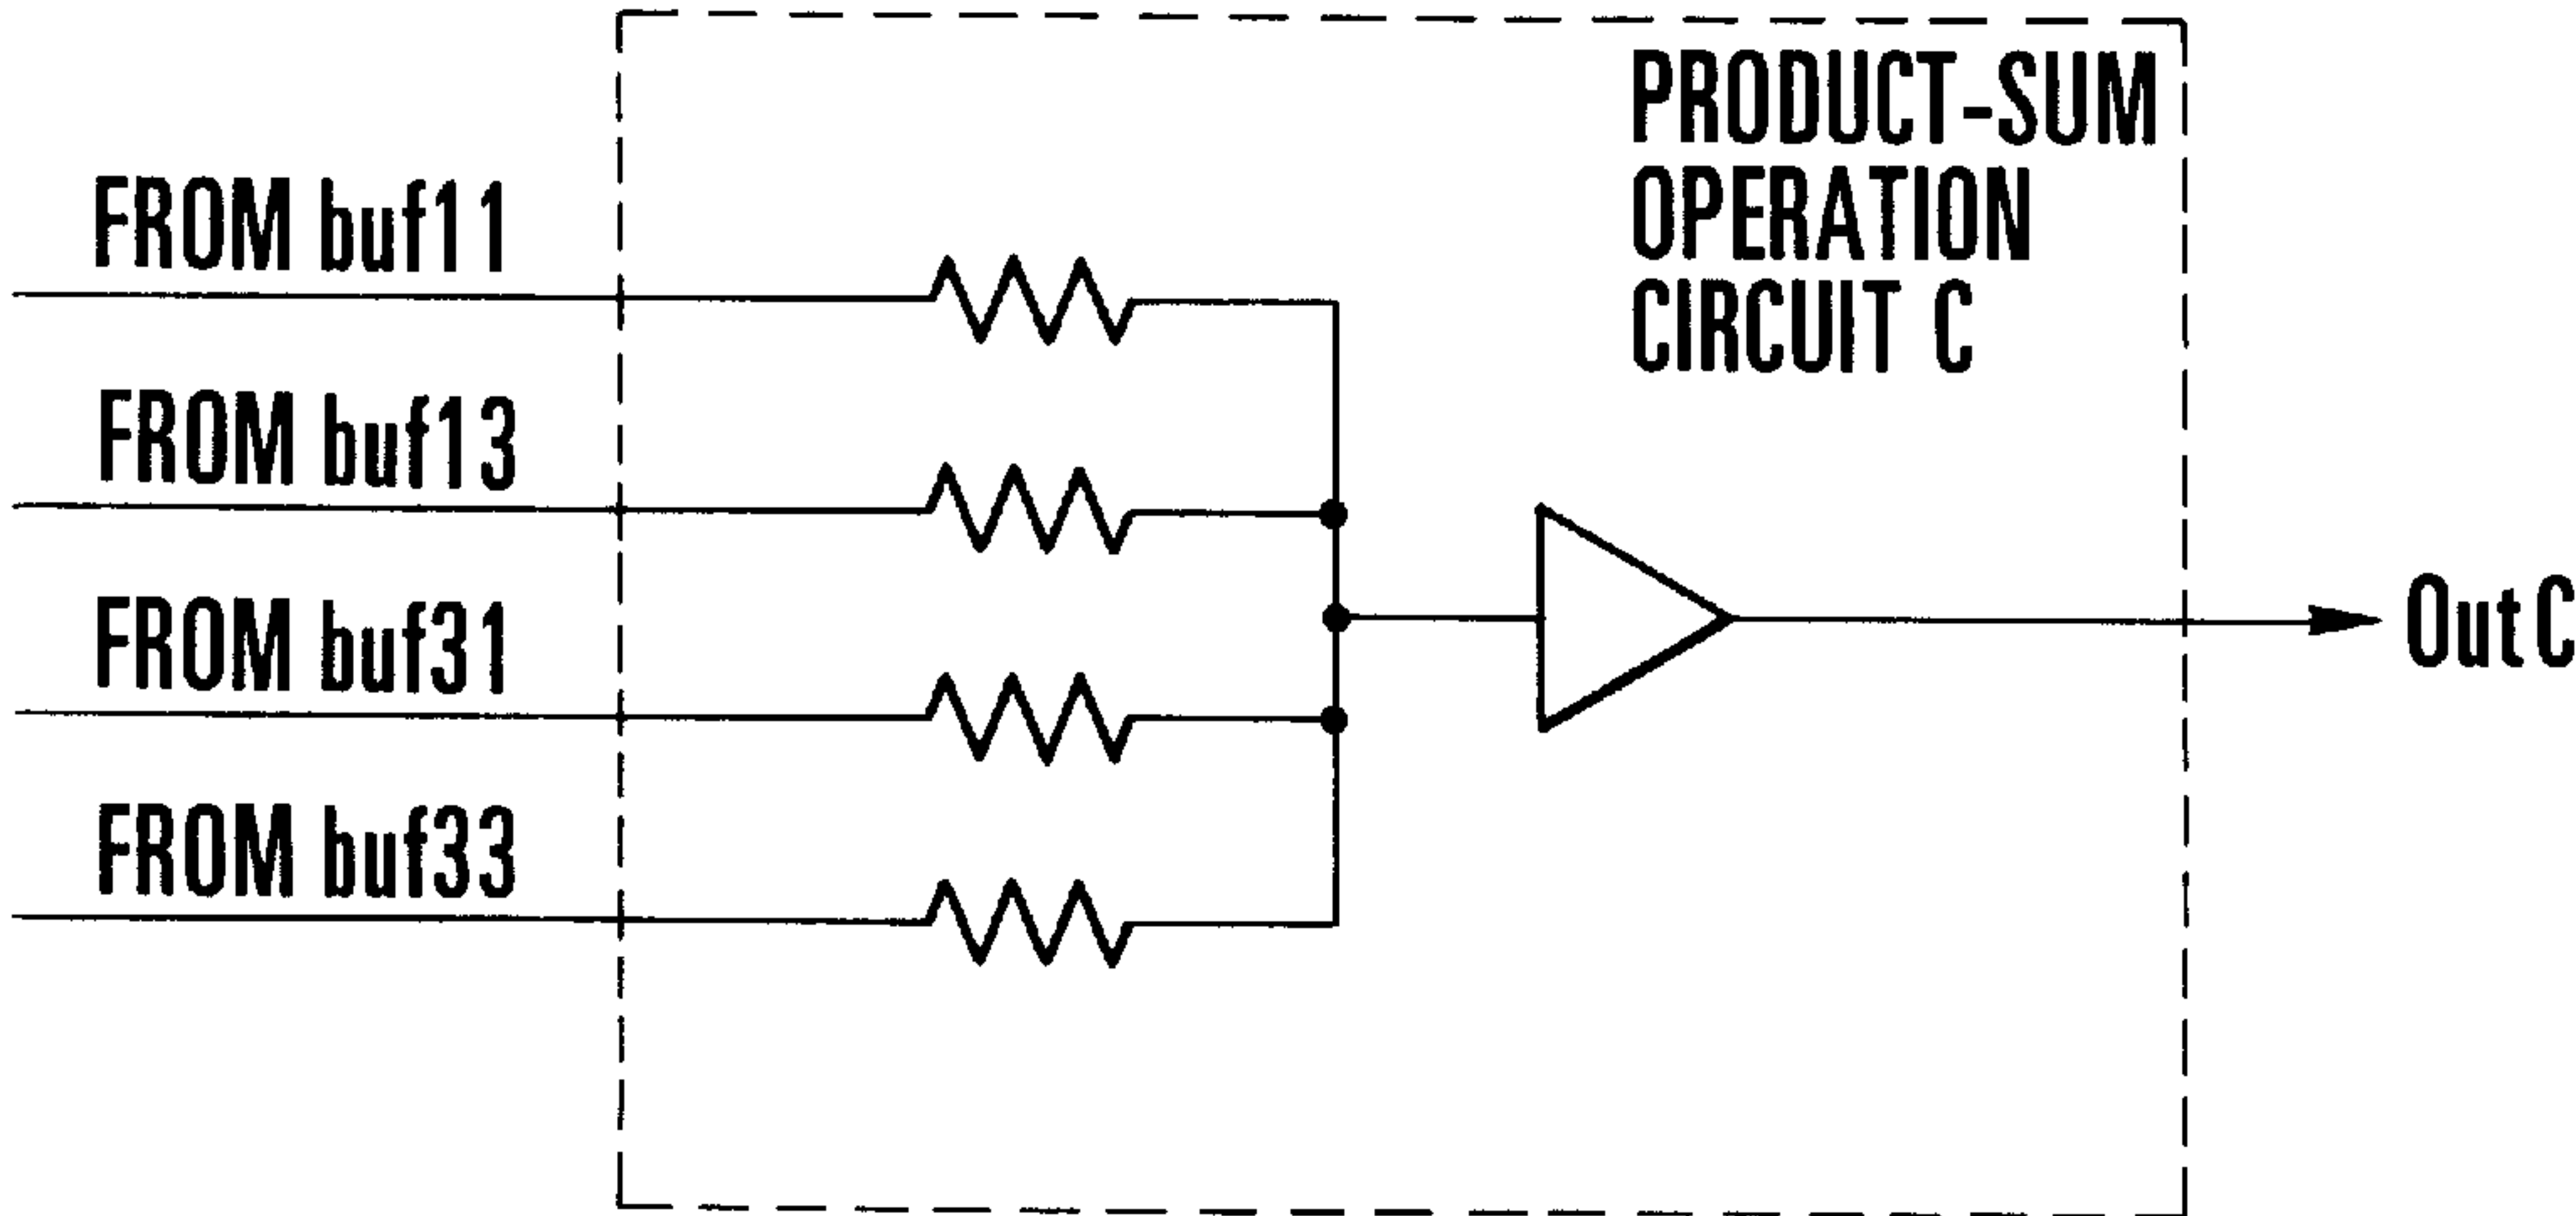 PRODUCT-SUM
OPERATION
CIRCUIT C
FROM buf11
FROM buf13
FROM buf31
FROM buf33
OutC